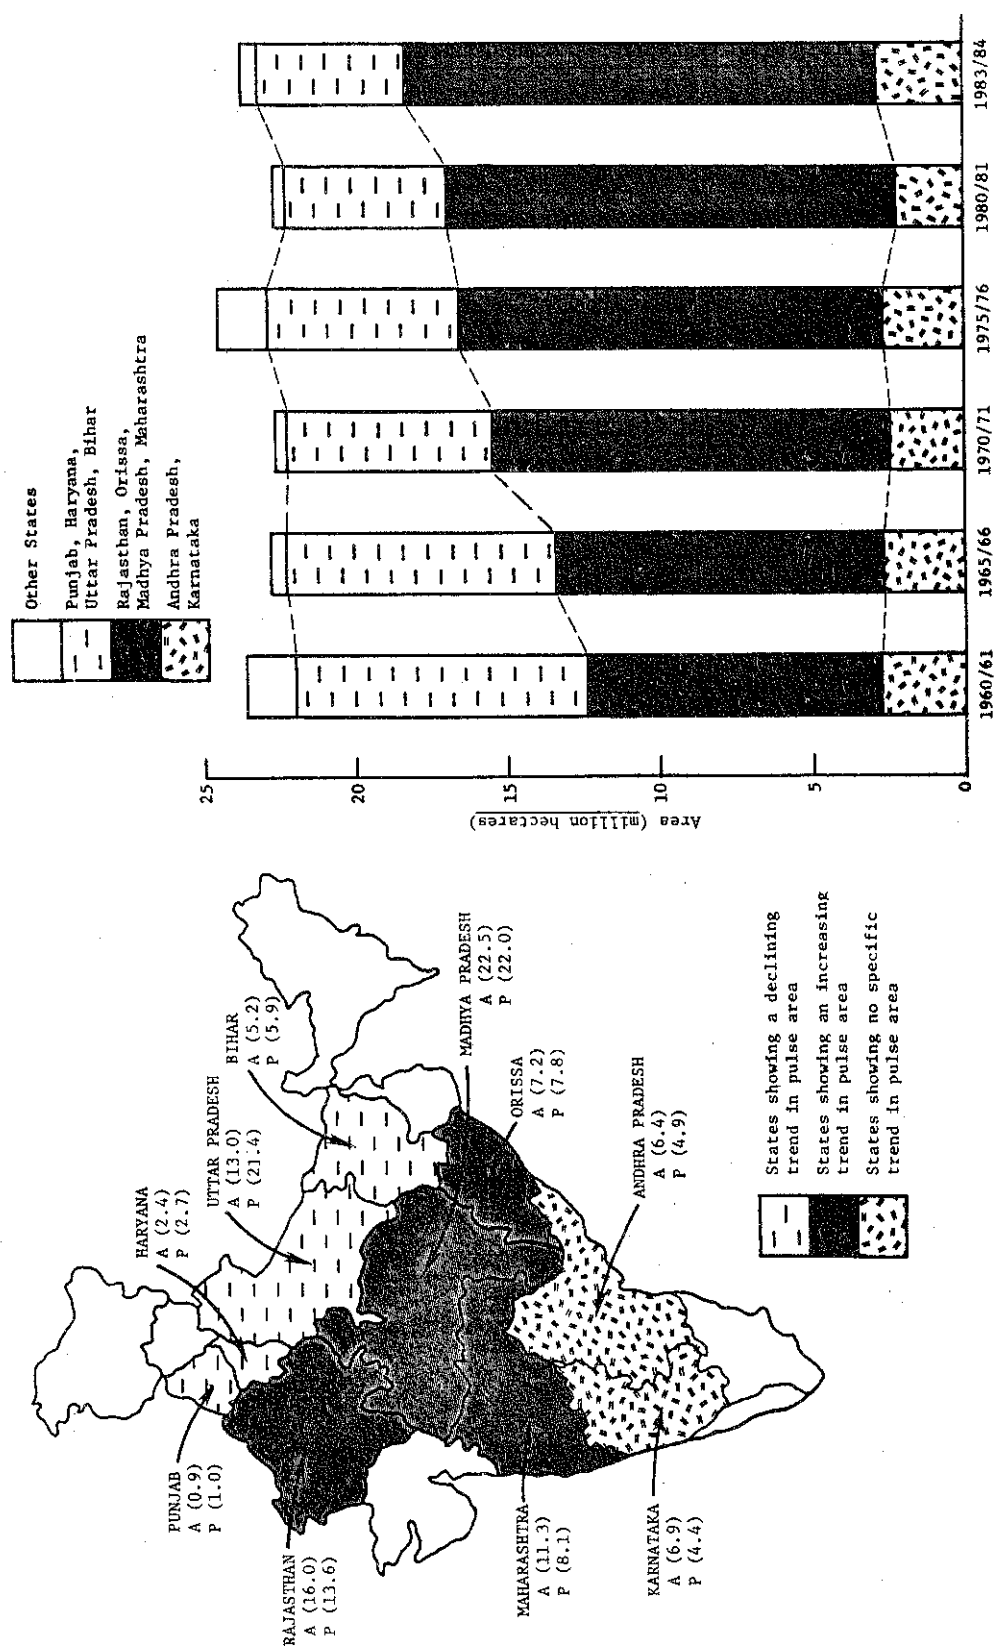 PUNJAB
A (0.9)
P (1.0)
HARYANA
A (2.4)
P (2.7)
UTTAR PRADESH
A (13.0)
P (21.4)
BIHAR
A (5.2)
P (5.9)
RAJASTHAN
A (16.0)
P (13.6)
MADHYA PRADESH
A (22.5)
P (22.0)
ORISSA
A (7.2)
P (7.8)
MAHARASHTRA
A (11.3)
P (8.1)
ANDHRA PRADESH
A (6.4)
P (4.9)
KARNATAKA
A (6.9)
P (4.4)
States showing a declining
trend in pulse area
States showing an increasing
trend in pulse area
States showing no specific
trend in pulse area
Other States
Punjab, Haryana,
Uttar Pradesh, Bihar
Rajasthan, Orissa,
Madhya Pradesh, Maharashtra
Andhra Pradesh,
Karnataka
Area (million hectares)
25
20
15
10
5
0
1960/61
1965/66
1970/71
1975/76
1980/81
1983/84